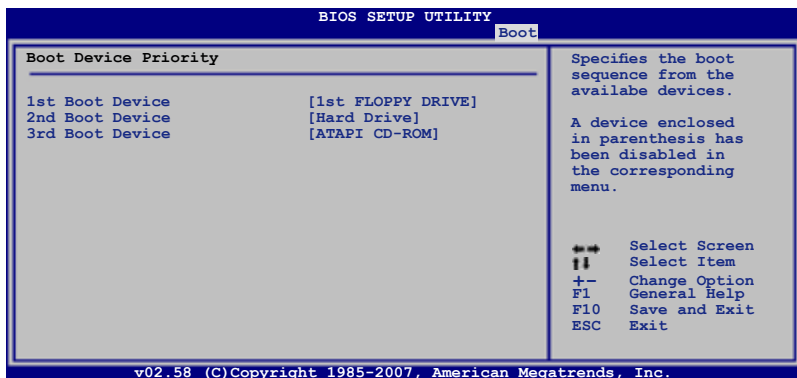 BIOS SETUP UTILITY
Boot
Boot Device Priority
1st Boot Device [1st FLOPPY DRIVE]
2nd Boot Device [Hard Drive]
3rd Boot Device [ATAPI CD-ROM]
Specifies the boot
sequence from the
availabe devices.
A device enclosed
in parenthesis has
been disabled in
the corresponding
menu.
←→ Select Screen
↑↓ Select Item
+- Change Option
F1 General Help
F10 Save and Exit
ESC Exit
v02.58 (C)Copyright 1985-2007, American Megatrends, Inc.